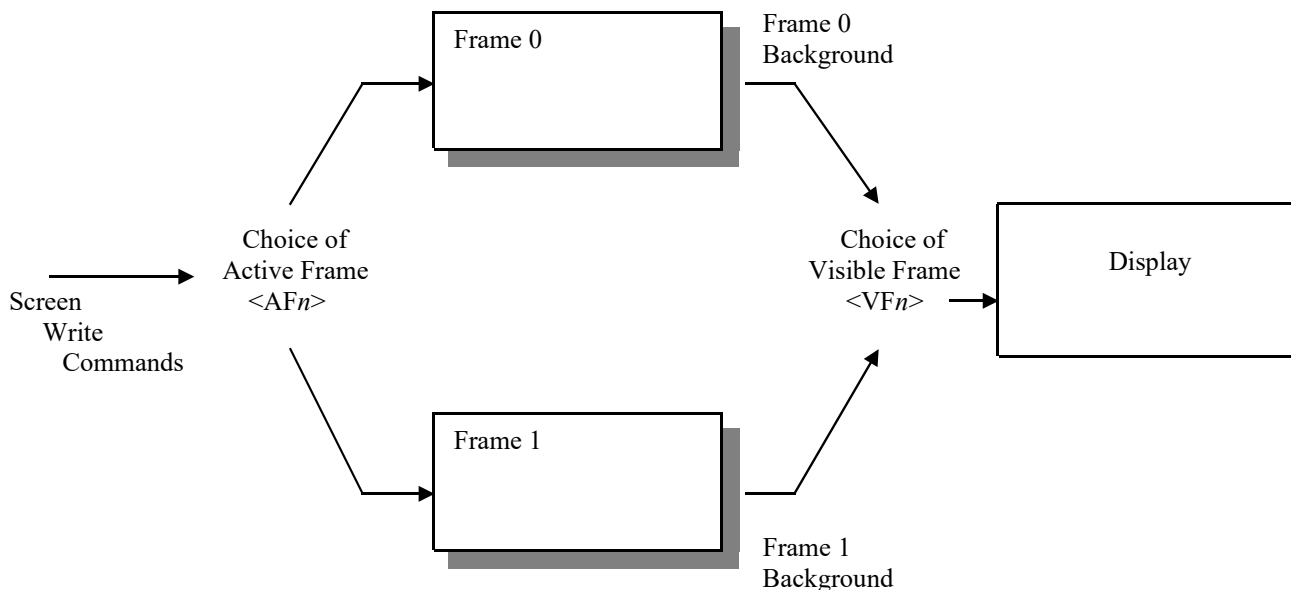 Frame 0
Frame 0
Background
Choice of
Active Frame
<AFn>
Screen
Write
Commands
Choice of
Visible Frame
<VFn>
Display
Frame 1
Frame 1
Background